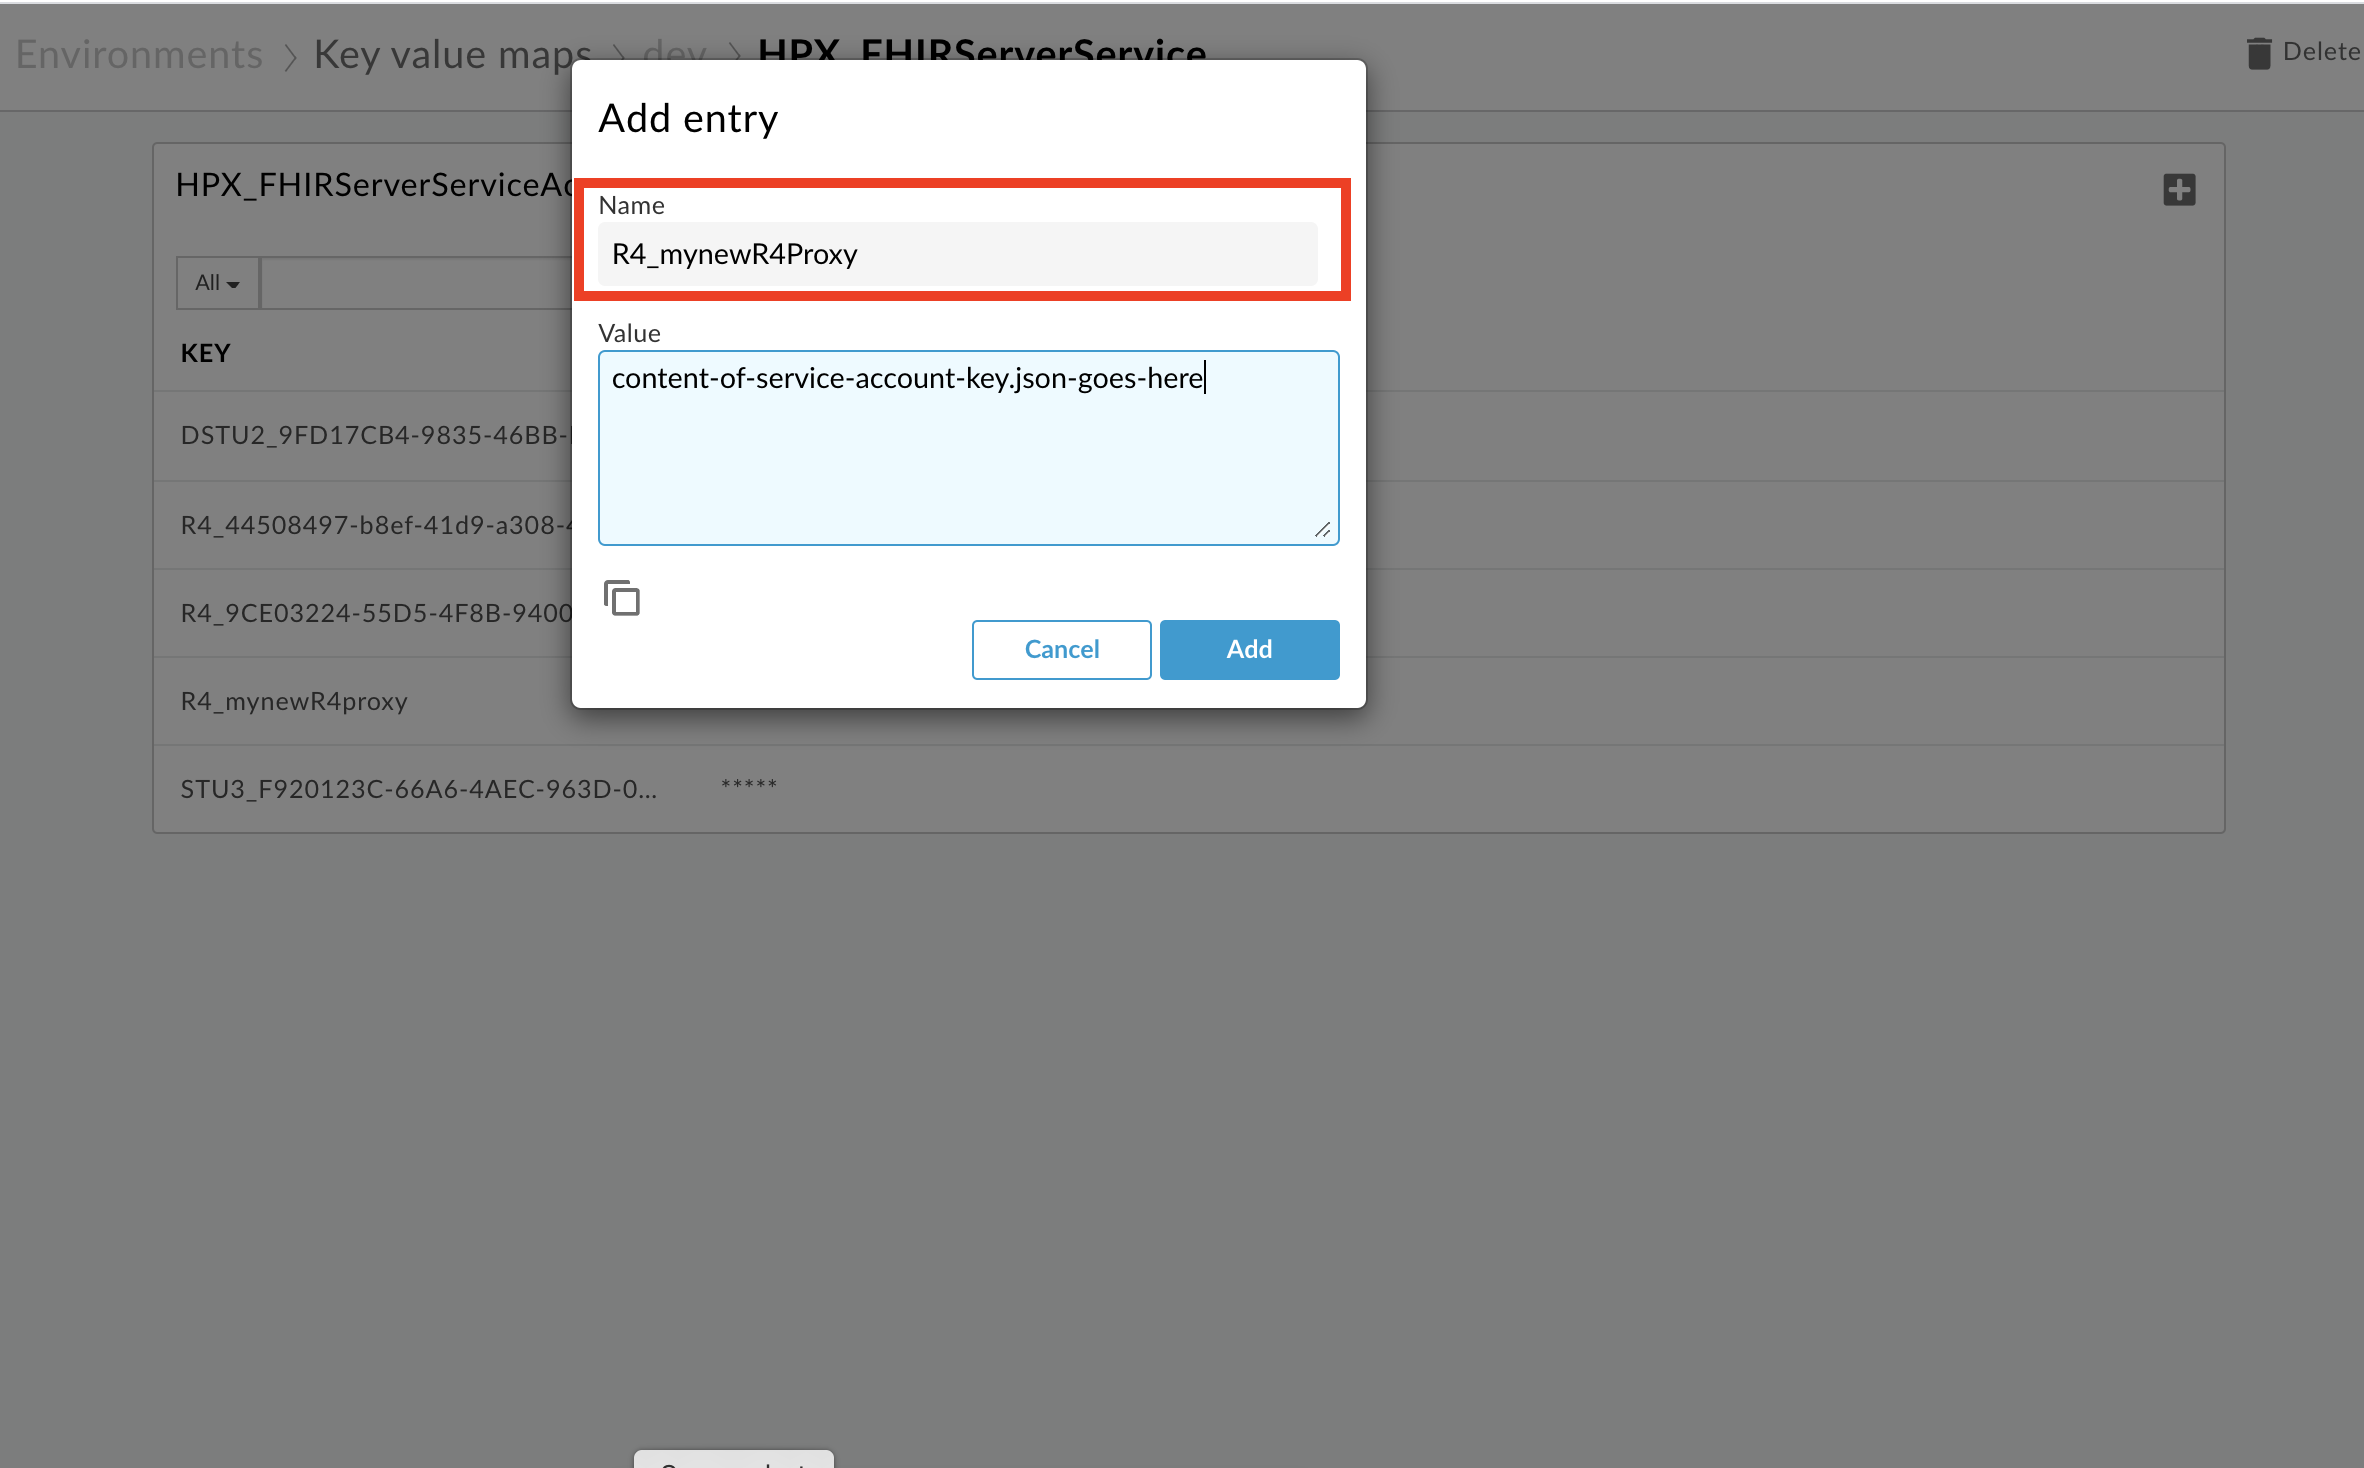 Environments > Key value maps > dev > HPX_FHIRServerService
Delete
Add entry
HPX_FHIRServerServiceAc
Name
R4_mynewR4Proxy
All
Value
content-of-service-account-key.json-goes-here
KEY
DSTU2_9FD17CB4-9835-46BB-
R4_44508497-b8ef-41d9-a308-4
R4_9CE03224-55D5-4F8B-9400
Cancel
Add
R4_mynewR4proxy
STU3_F920123C-66A6-4AEC-963D-0... *****